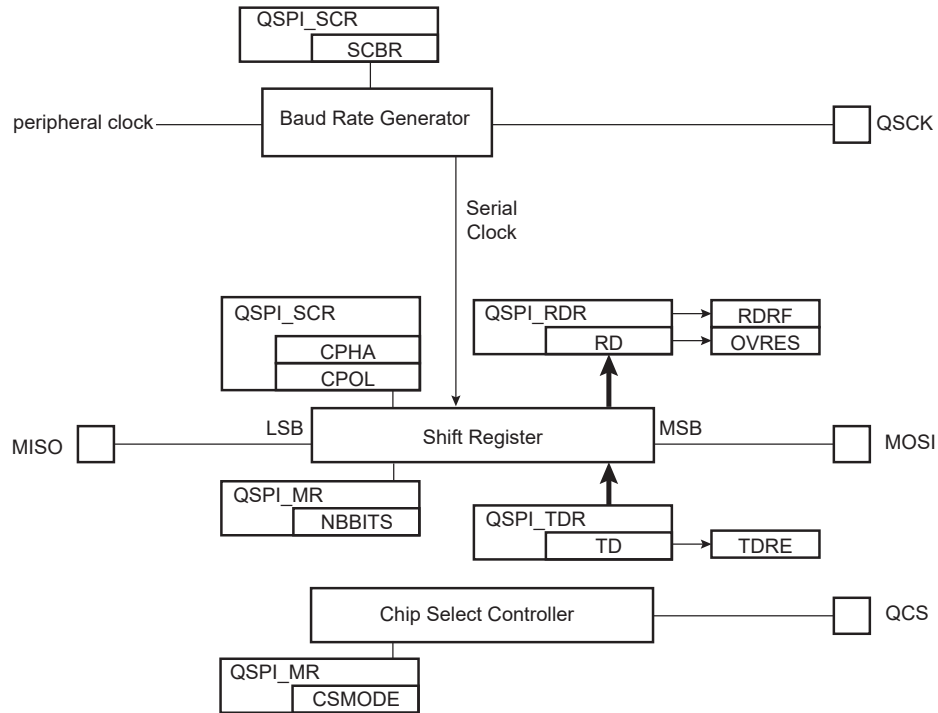 QSPI_SCR
SCBR
peripheral clock
Baud Rate Generator
QSCK
Serial
Clock
QSPI_SCR
CPHA
CPOL
QSPI_RDR
RD
RDRF
OVRES
MISO
LSB
Shift Register
MSB
MOSI
QSPI_MR
NBBITS
QSPI_TDR
TD
TDRE
Chip Select Controller
QCS
QSPI_MR
CSMODE